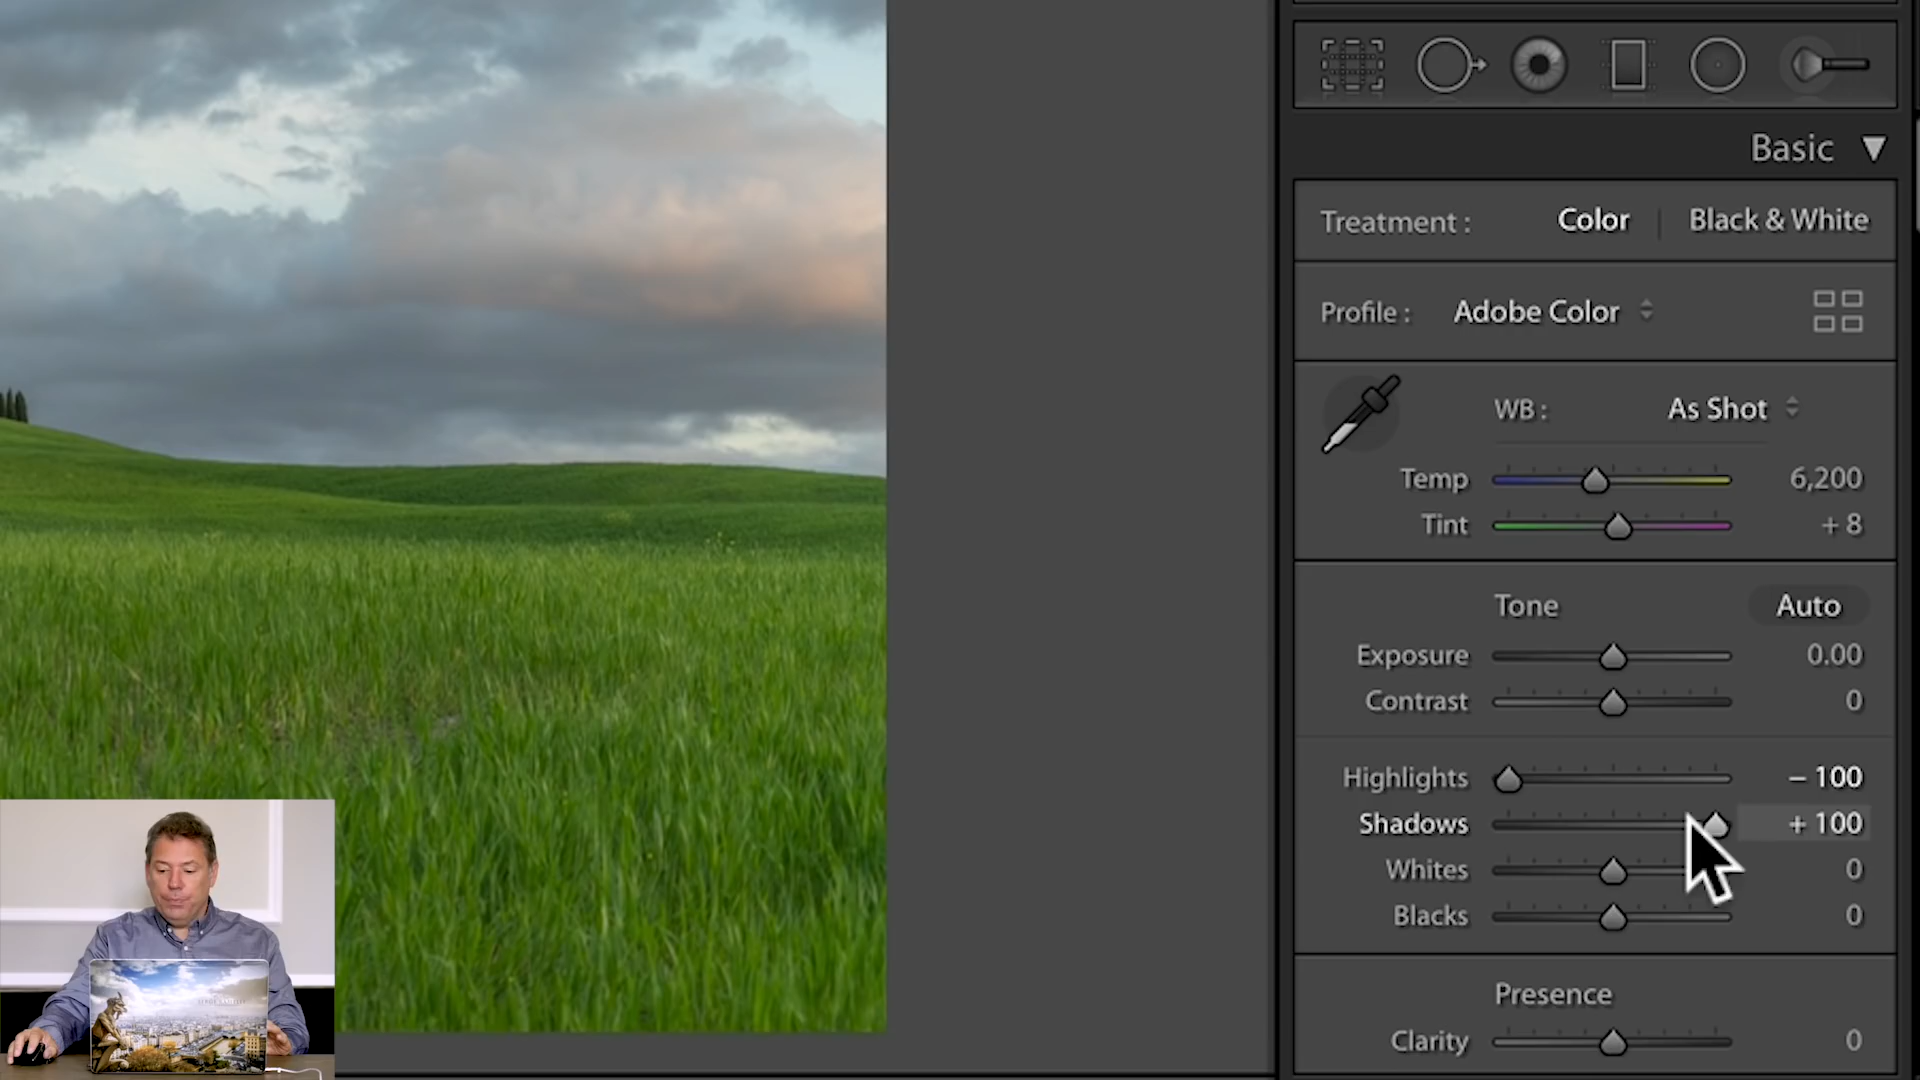 Basic
Treatment : Color | Black & White
Profile : Adobe Color
WB : As Shot
Temp 6,200
Tint + 8
Tone Auto
Exposure 0.00
Contrast 0
Highlights – 100
Shadows + 100
Whites 0
Blacks 0
Presence
Clarity 0